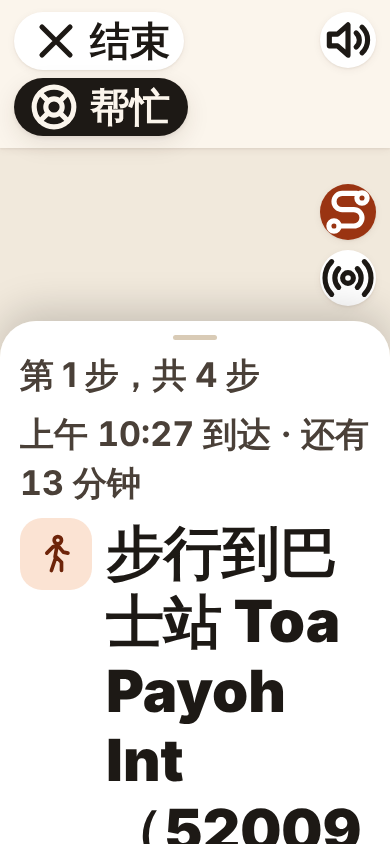 结束
帮忙
第 1 步，共 4 步
上午 10:27 到达 · 还有
13 分钟
步行到巴
士站 Toa
Payoh
Int
（52009